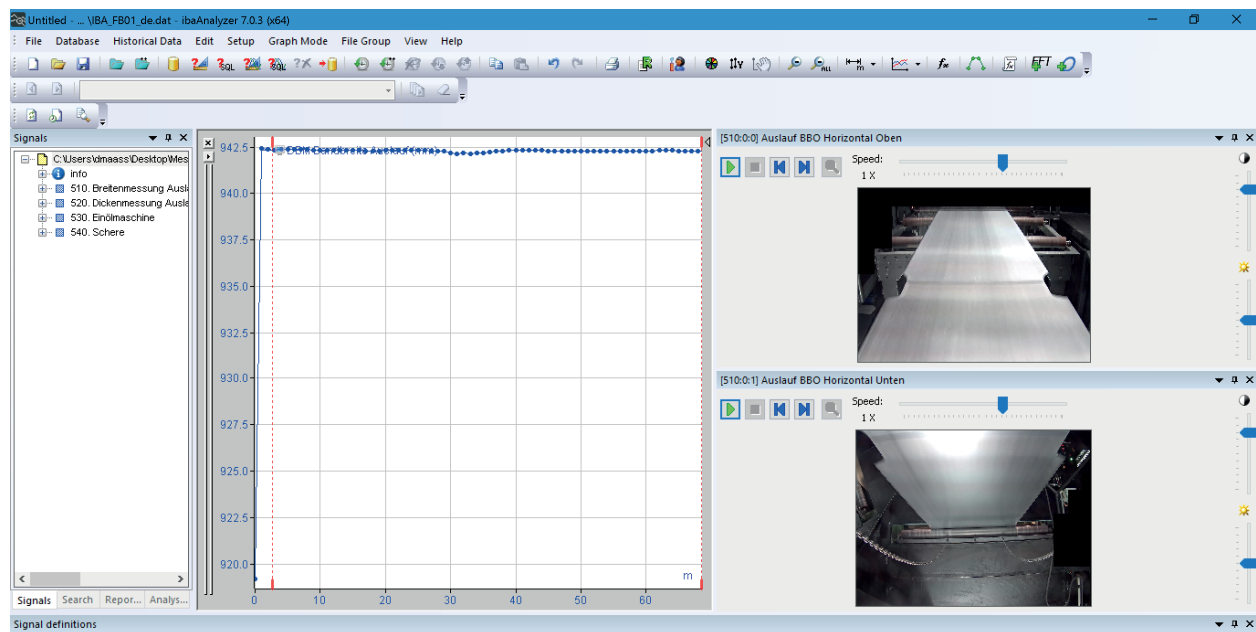 Untitled - ... \IBA_FB01_de.dat - ibaAnalyzer 7.0.3 (x64)
File Database Historical Data Edit Setup Graph Mode File Group View Help
SQL SQL ALL m FFT
Signals
C:\Users\dmaass\Desktop\Mes
info
510. Breitenmessung Ausl
520. Dickenmessung Ausl
530. Einölmaschine
540. Schere
Signals Search Repor... Analys...
942.5
940.0
937.5
935.0
932.5
930.0
927.5
925.0
922.5
920.0
m
0 10 20 30 40 50 60
[510:0:0] Auslauf BBO Horizontal Oben
Speed:
1 X
[510:0:1] Auslauf BBO Horizontal Unten
Speed:
1 X
Signal definitions